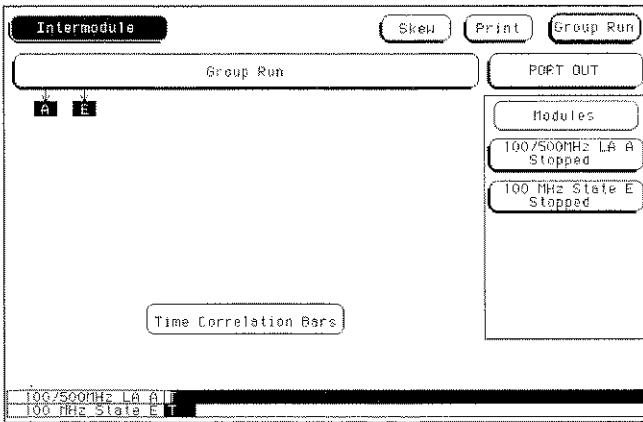 Intermodule Skew Print Group Run
Group Run PORT OUT
A E
Modules
100/500MHz LA A
Stopped
100 MHz State E
Stopped
Time Correlation Bars
100/500MHz LA A
100 MHz State E T